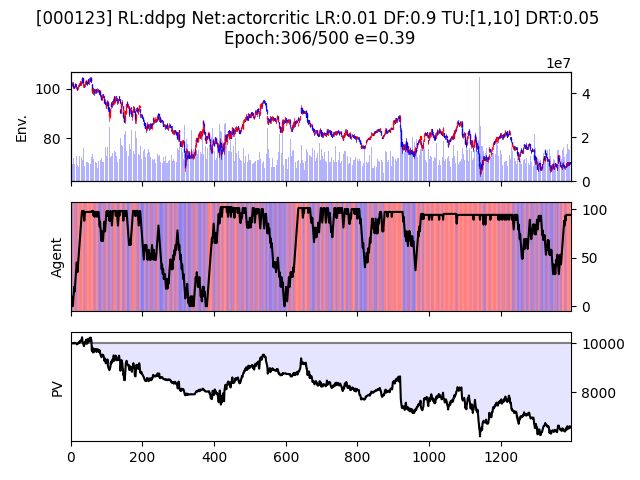 [000123] RL:ddpg Net:actorcritic LR:0.01 DF:0.9 TU:[1,10] DRT:0.05
Epoch:306/500 e=0.39
1e7
Env.
100
80
4
2
0
Agent
100
50
0
PV
10000
8000
0
200
400
600
800
1000
1200